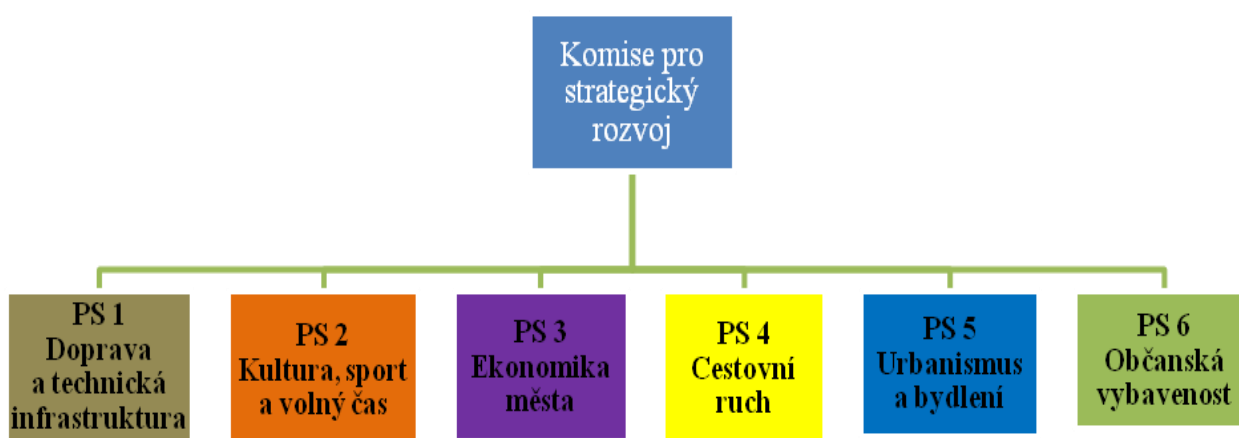 Komise pro
strategický
rozvoj
PS 1
Doprava
a technická
infrastruktura
PS 2
Kultura, sport
a volný čas
PS 3
Ekonomika
města
PS 4
Cestovní
ruch
PS 5
Urbanismus
a bydlení
PS 6
Občanská
vybavenost